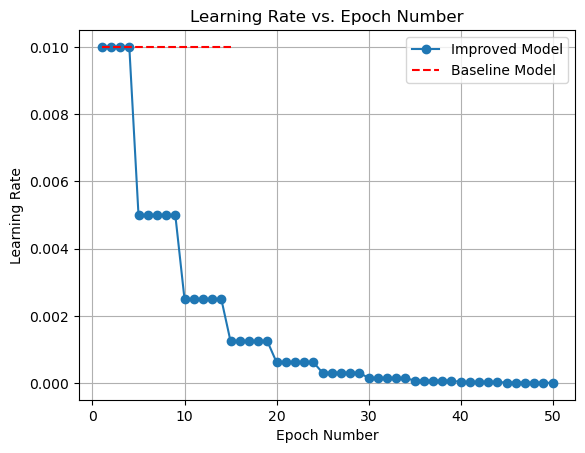 Learning Rate vs. Epoch Number
Improved Model
Baseline Model
Learning Rate
0.010
0.008
0.006
0.004
0.002
0.000
0 10 20 30 40 50
Epoch Number